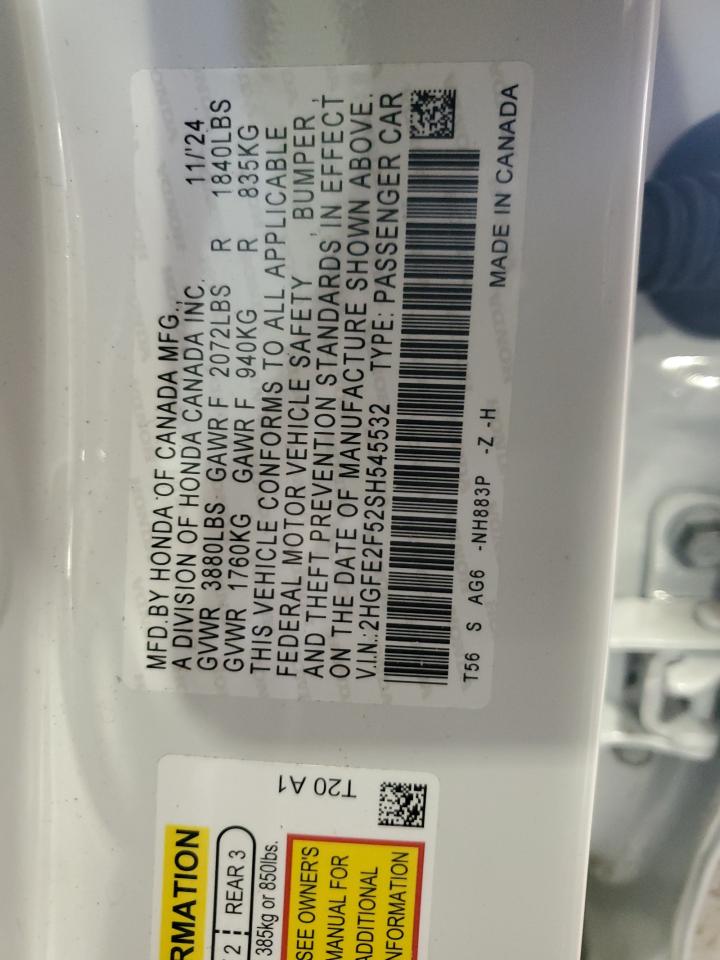 MFD.BY HONDA OF CANADA MFG.,
A DIVISION OF HONDA CANADA INC. 11/'24
GVWR 3880LBS GAWR F 2072LBS R 1840LBS
GVWR 1760KG GAWR F 940KG R 835KG
THIS VEHICLE CONFORMS TO ALL APPLICABLE
FEDERAL MOTOR VEHICLE SAFETY , BUMPER ,
AND THEFT PREVENTION STANDARDS IN EFFECT
ON THE DATE OF MANUFACTURE SHOWN ABOVE.
V.I.N.:2HGFE2F52SH545532 TYPE: PASSENGER CAR
T56 S AG6 -NH883P -Z -H
MADE IN CANADA
T20 A1
RMATION
2 REAR 3
385kg or 850lbs.
SEE OWNER'S
MANUAL FOR
ADDITIONAL
NFORMATION